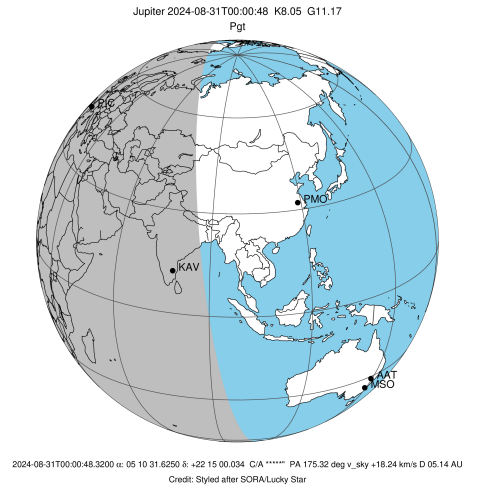 Jupiter 2024-08-31T00:00:48 K8.05 G11.17
Pgt
PIC
PMO
KAV
AAT
MSO
2024-08-31T00:00:48.3200 α: 05 10 31.6250 δ: +22 15 00.034 C/A *****" PA 175.32 deg v_sky +18.24 km/s D 05.14 AU
Credit: Styled after SORA/Lucky Star